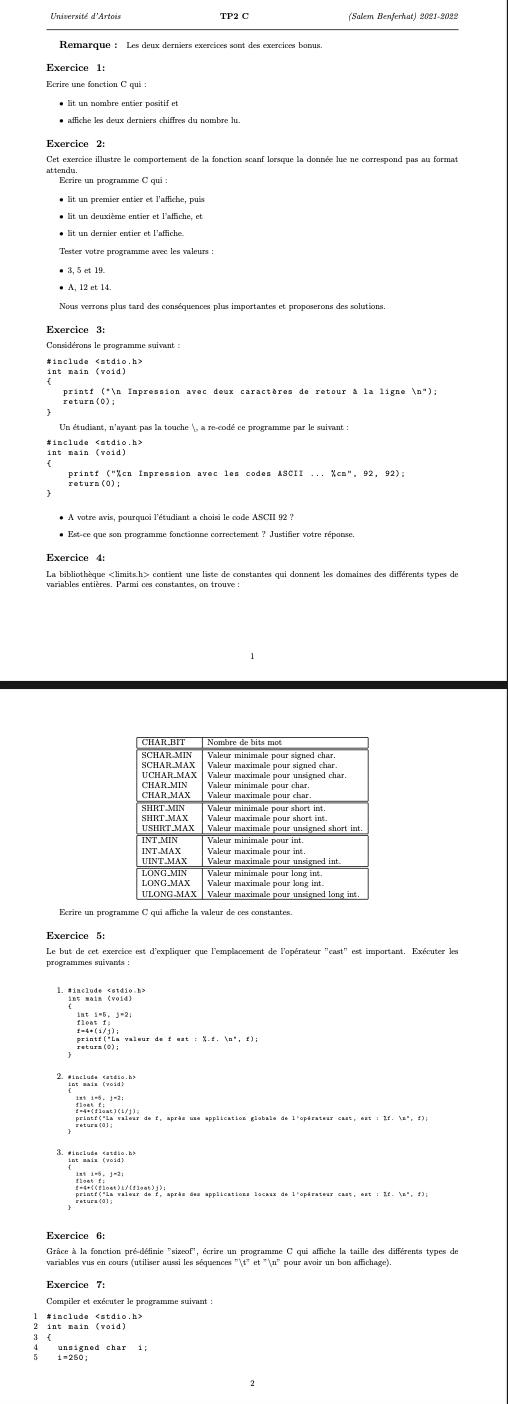 Université d'Artois TP2 C (Salem Benferhat) 2021-2022
Remarque : Les deux derniers exercices sont des exercices bonus.
Exercice 1:
Ecrire une fonction C qui :
• lit un nombre entier positif et
• affiche les deux derniers chiffres du nombre lu.
Exercice 2:
Cet exercice illustre le comportement de la fonction scanf lorsque la donnée lue ne correspond pas au format
attendu.
Ecrire un programme C qui :
• lit un premier entier et l'affiche, puis
• lit un deuxième entier et l'affiche, et
• lit un dernier entier et l'affiche.
Tester votre programme avec les valeurs :
• 3, 5 et 19.
• A, 12 et 14.
Nous verrons plus tard des conséquences plus importantes et proposerons des solutions.
Exercice 3:
Considérons le programme suivant :
#include <stdio.h>
int main (void)
{
printf ("\n Impression avec deux caractères de retour à la ligne \n");
return(0);
}
Un étudiant, n'ayant pas la touche \, a re-codé ce programme par le suivant :
#include <stdio.h>
int main (void)
{
printf ("%cn Impression avec les codes ASCII ... %cn", 92, 92);
return(0);
}
• A votre avis, pourquoi l'étudiant a choisi le code ASCII 92 ?
• Est-ce que son programme fonctionne correctement ? Justifier votre réponse.
Exercice 4:
La bibliothèque <limits.h> contient une liste de constantes qui donnent les domaines des différents types de
variables entières. Parmi ces constantes, on trouve :
1
CHAR_BIT Nombre de bits mot
SCHAR_MIN Valeur minimale pour signed char.
SCHAR_MAX Valeur maximale pour signed char.
UCHAR_MAX Valeur maximale pour unsigned char.
CHAR_MIN Valeur minimale pour char.
CHAR_MAX Valeur maximale pour char.
SHRT_MIN Valeur minimale pour short int.
SHRT_MAX Valeur maximale pour short int.
USHRT_MAX Valeur maximale pour unsigned short int.
INT_MIN Valeur minimale pour int.
INT_MAX Valeur maximale pour int.
UINT_MAX Valeur maximale pour unsigned int.
LONG_MIN Valeur minimale pour long int.
LONG_MAX Valeur maximale pour long int.
ULONG_MAX Valeur maximale pour unsigned long int.
Ecrire un programme C qui affiche la valeur de ces constantes.
Exercice 5:
Le but de cet exercice est d'expliquer que l'emplacement de l'opérateur "cast" est important. Exécuter les
programmes suivants :
1. #include <stdio.h>
int main (void)
{
int i=5, j=2;
float f;
f=4*(i/j);
printf("La valeur de f est : %.f. \n", f);
return(0);
}
2. #include <stdio.h>
int main (void)
{
int i=5, j=2;
float f;
f=4*(float)(i/j);
printf("La valeur de f, après une application globale de l'opérateur cast, est : %f. \n", f);
return(0);
}
3. #include <stdio.h>
int main (void)
{
int i=5, j=2;
float f;
f=4*((float)i/(float)j);
printf("La valeur de f, après des applications locaux de l'opérateur cast, est : %f. \n", f);
return(0);
}
Exercice 6:
Grâce à la fonction pré-définie "sizeof", écrire un programme C qui affiche la taille des différents types de
variables vus en cours (utiliser aussi les séquences "\t" et "\n" pour avoir un bon affichage).
Exercice 7:
Compiler et exécuter le programme suivant :
1 #include <stdio.h>
2 int main (void)
3 {
4 unsigned char i;
5 i=250;
2